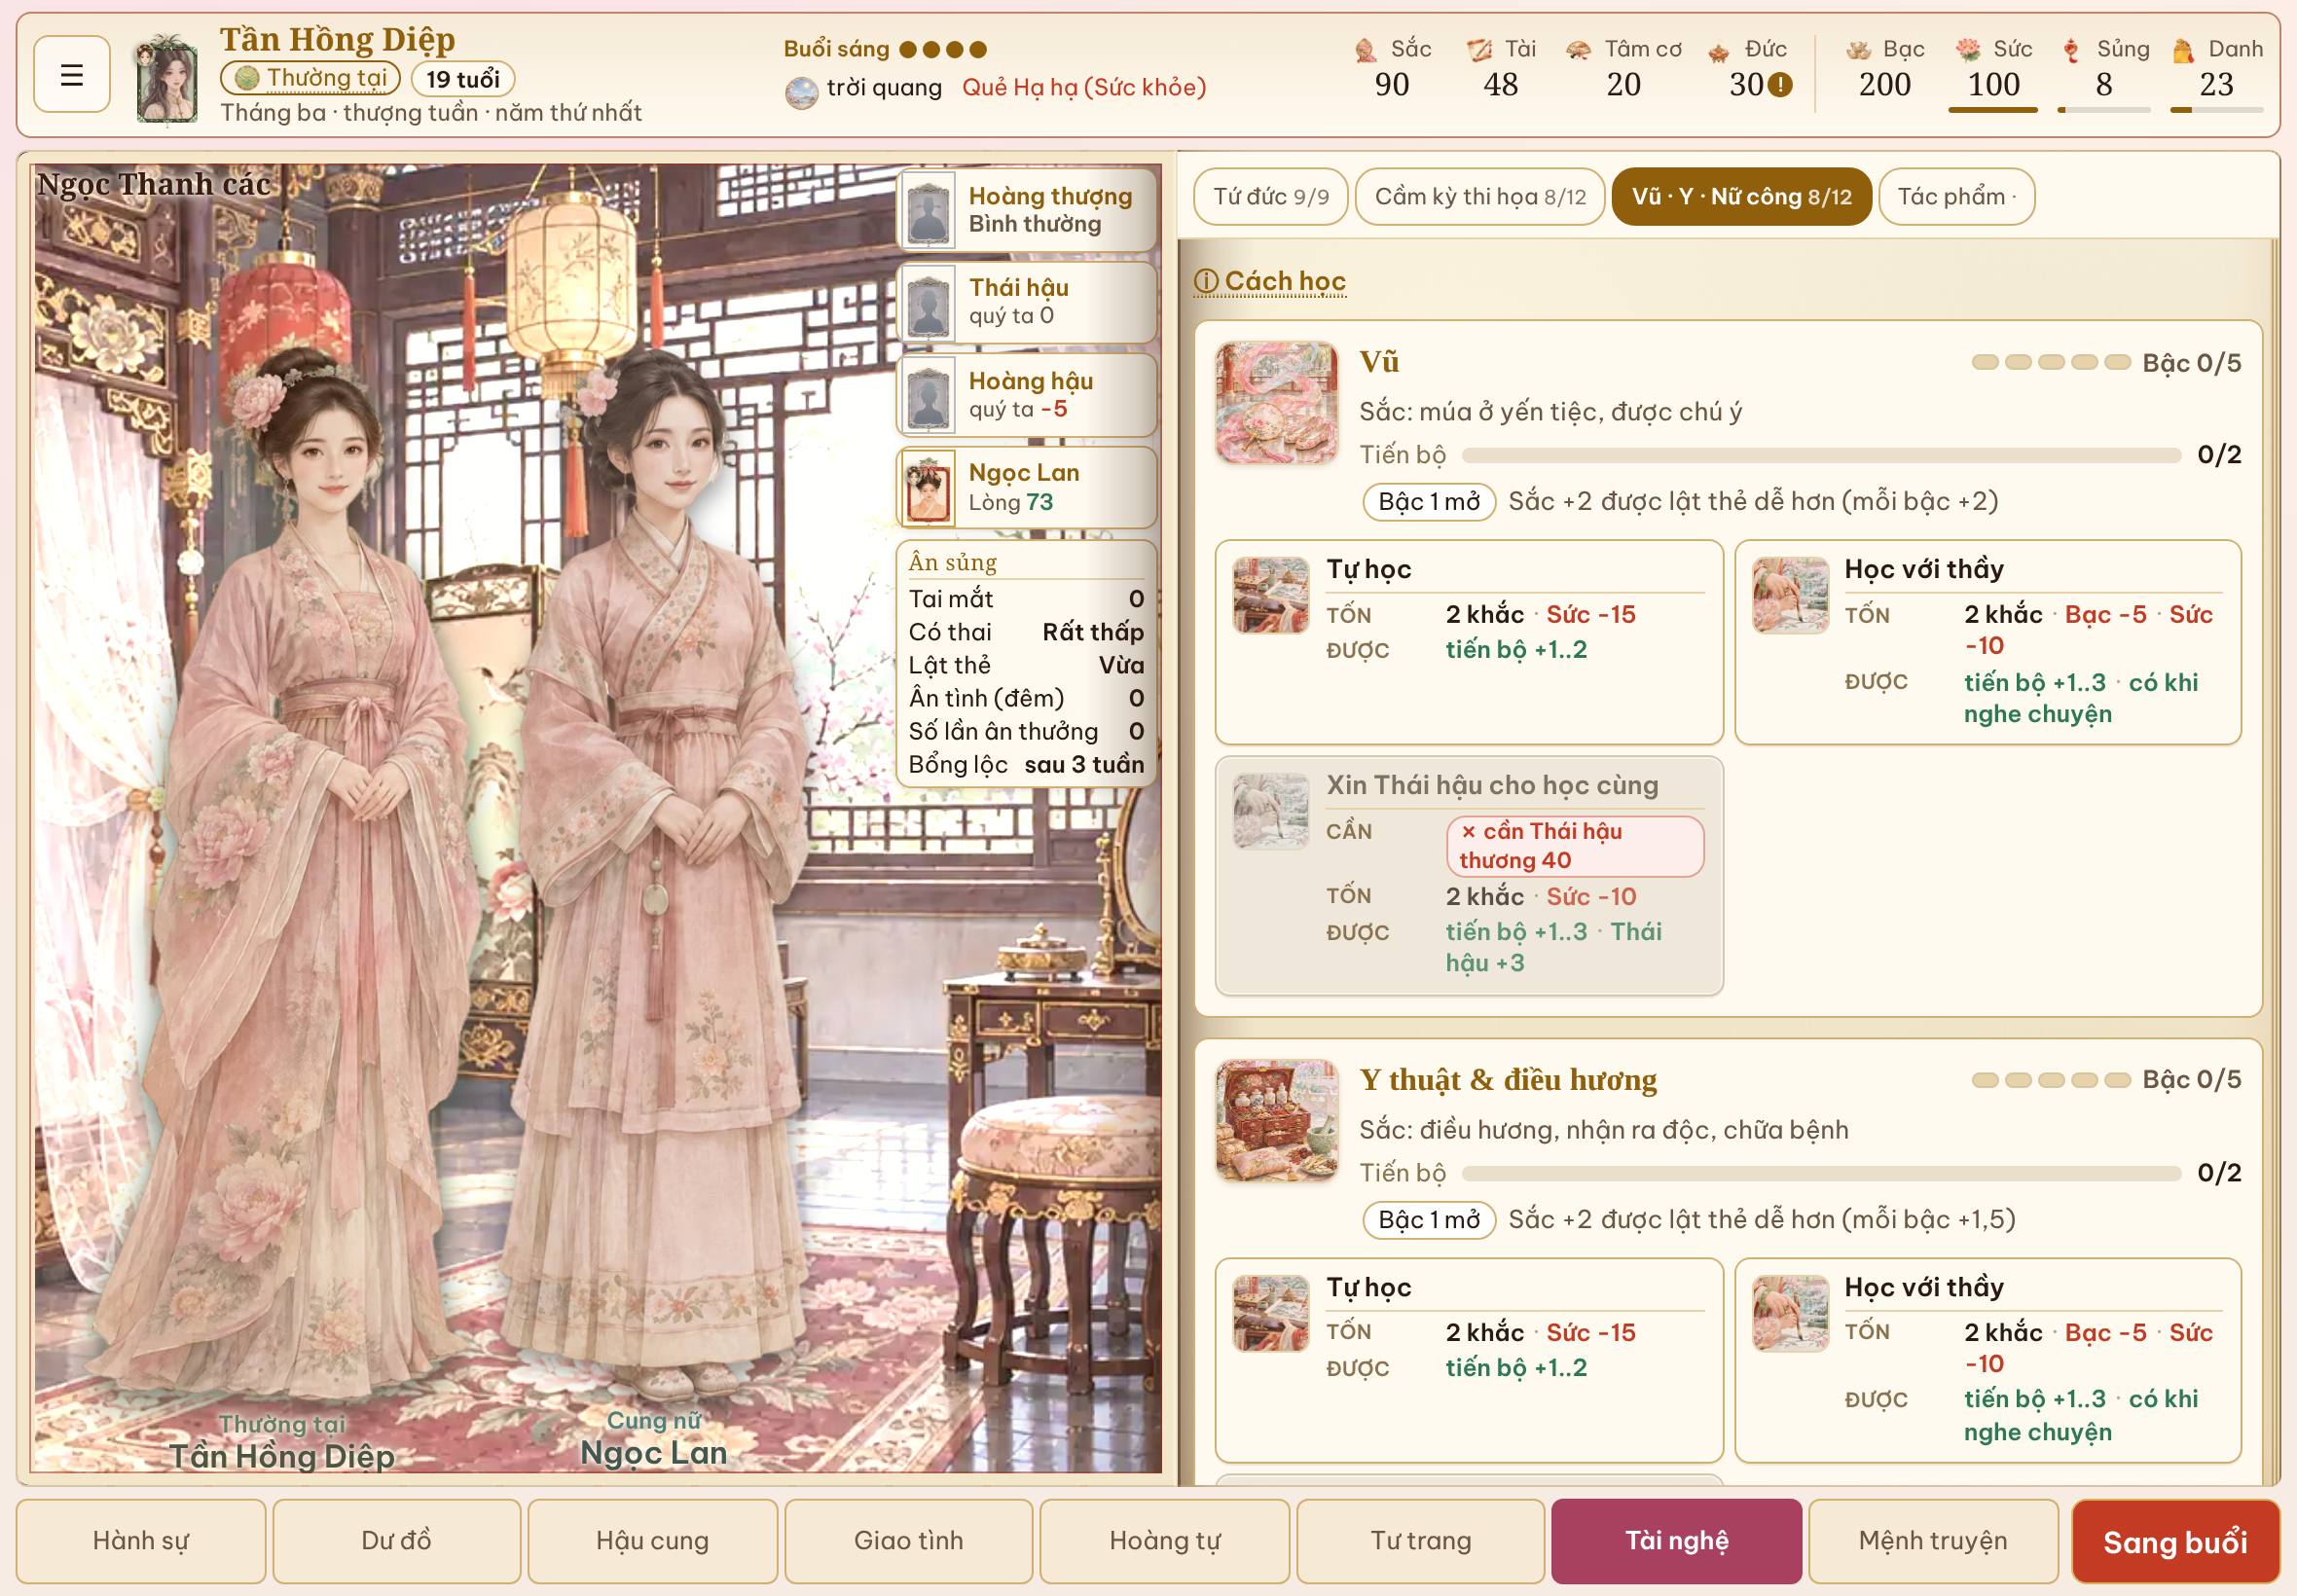 ☰
Tần Hồng Diệp
Thường tại
19 tuổi
Tháng ba · thượng tuần · năm thứ nhất
Buổi sáng
trời quang Quẻ Hạ hạ (Sức khỏe)
Sắc
90
Tài
48
Tâm cơ
20
Đức
30 !
Bạc
200
Sức
100
Sủng
8
Danh
23
Ngọc Thanh các
Hoàng thượng
Bình thường
Thái hậu
quý ta 0
Hoàng hậu
quý ta -5
Ngọc Lan
Lòng 73
Ân sủng
Tai mắt 0
Có thai Rất thấp
Lật thẻ Vừa
Ân tình (đêm) 0
Số lần ân thưởng 0
Bổng lộc sau 3 tuần
Thường tại
Tần Hồng Diệp
Cung nữ
Ngọc Lan
Tứ đức 9/9
Cầm kỳ thi họa 8/12
Vũ · Y · Nữ công 8/12
Tác phẩm ·
ⓘ Cách học
Vũ
Bậc 0/5
Sắc: múa ở yến tiệc, được chú ý
Tiến bộ 0/2
Bậc 1 mở Sắc +2 được lật thẻ dễ hơn (mỗi bậc +2)
Tự học
TỐN 2 khắc · Sức -15
ĐƯỢC tiến bộ +1..2
Học với thầy
TỐN 2 khắc · Bạc -5 · Sức
-10
ĐƯỢC tiến bộ +1..3 · có khi
nghe chuyện
Xin Thái hậu cho học cùng
CẦN × cần Thái hậu
thương 40
TỐN 2 khắc · Sức -10
ĐƯỢC tiến bộ +1..3 · Thái
hậu +3
Y thuật & điều hương
Bậc 0/5
Sắc: điều hương, nhận ra độc, chữa bệnh
Tiến bộ 0/2
Bậc 1 mở Sắc +2 được lật thẻ dễ hơn (mỗi bậc +1,5)
Tự học
TỐN 2 khắc · Sức -15
ĐƯỢC tiến bộ +1..2
Học với thầy
TỐN 2 khắc · Bạc -5 · Sức
-10
ĐƯỢC tiến bộ +1..3 · có khi
nghe chuyện
Hành sự
Dư đồ
Hậu cung
Giao tình
Hoàng tự
Tư trang
Tài nghệ
Mệnh truyện
Sang buổi